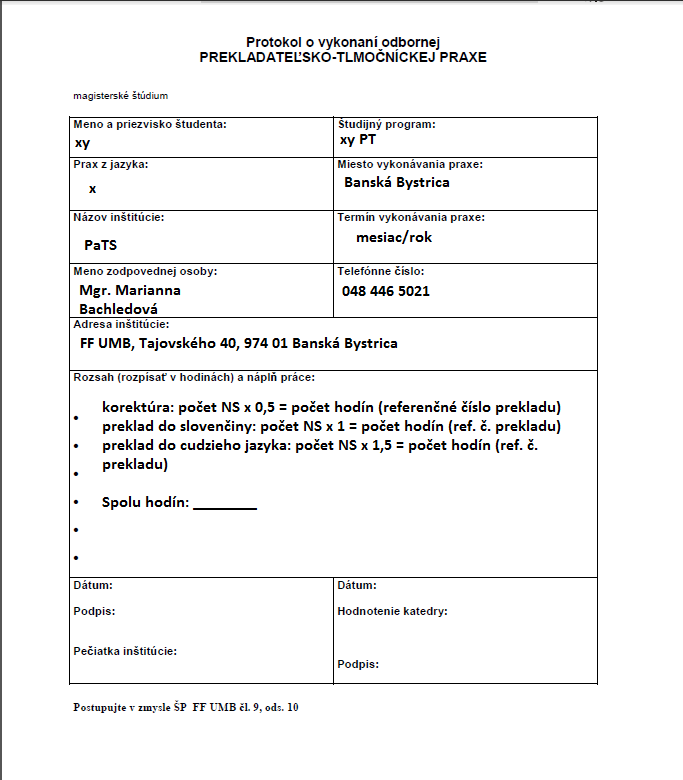 Protokol o vykonaní odbornej
PREKLADATEĽSKO-TLMOČNÍCKEJ PRAXE
magisterské štúdium
Meno a priezvisko študenta:
xy
Študijný program:
xy PT
Prax z jazyka:
x
Miesto vykonávania praxe:
Banská Bystrica
Názov inštitúcie:
PaTS
Termín vykonávania praxe:
mesiac/rok
Meno zodpovednej osoby:
Mgr. Marianna
Bachledová
Telefónne číslo:
048 446 5021
Adresa inštitúcie:
FF UMB, Tajovského 40, 974 01 Banská Bystrica
Rozsah (rozpísať v hodinách) a náplň práce:
korektúra: počet NS x 0,5 = počet hodín (referenčné číslo prekladu)
preklad do slovenčiny: počet NS x 1 = počet hodín (ref. č. prekladu)
preklad do cudzieho jazyka: počet NS x 1,5 = počet hodín (ref. č.
prekladu)
Spolu hodín: ________
Dátum:
Podpis:
Pečiatka inštitúcie:
Dátum:
Hodnotenie katedry:
Podpis:
Postupujte v zmysle ŠP FF UMB čl. 9, ods. 10